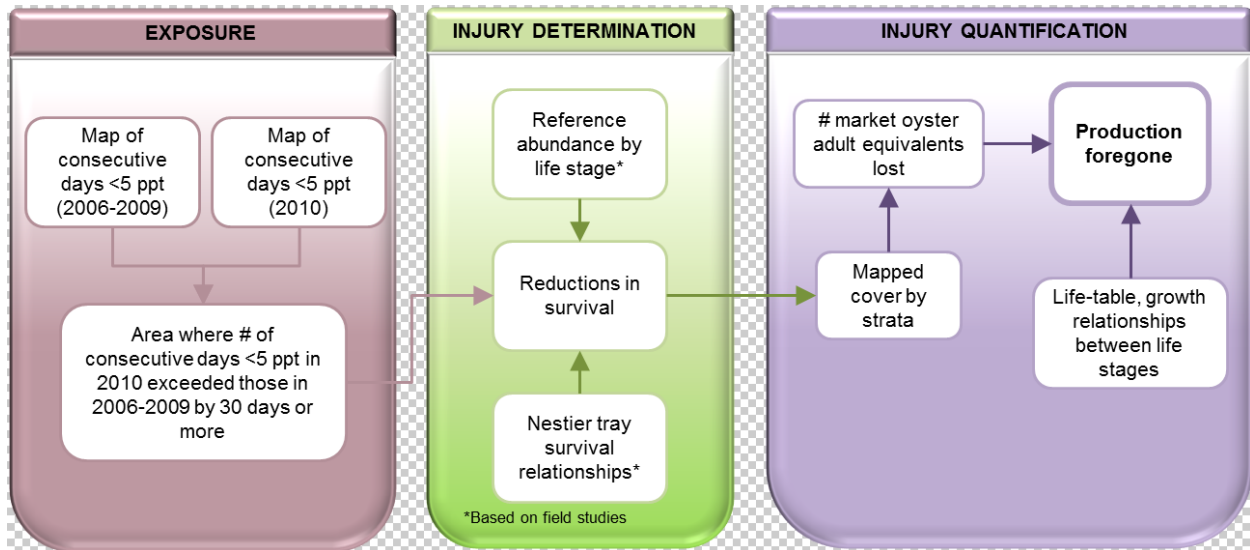 EXPOSURE
Map of
consecutive
days <5 ppt
(2006-2009)
Map of
consecutive
days <5 ppt
(2010)
Area where # of
consecutive days <5 ppt in
2010 exceeded those in
2006-2009 by 30 days or
more
INJURY DETERMINATION
Reference
abundance by
life stage*
Reductions in
survival
Nestier tray
survival
relationships*
*Based on field studies
INJURY QUANTIFICATION
# market oyster
adult equivalents
lost
Production
foregone
Mapped
cover by
strata
Life-table, growth
relationships
between life
stages